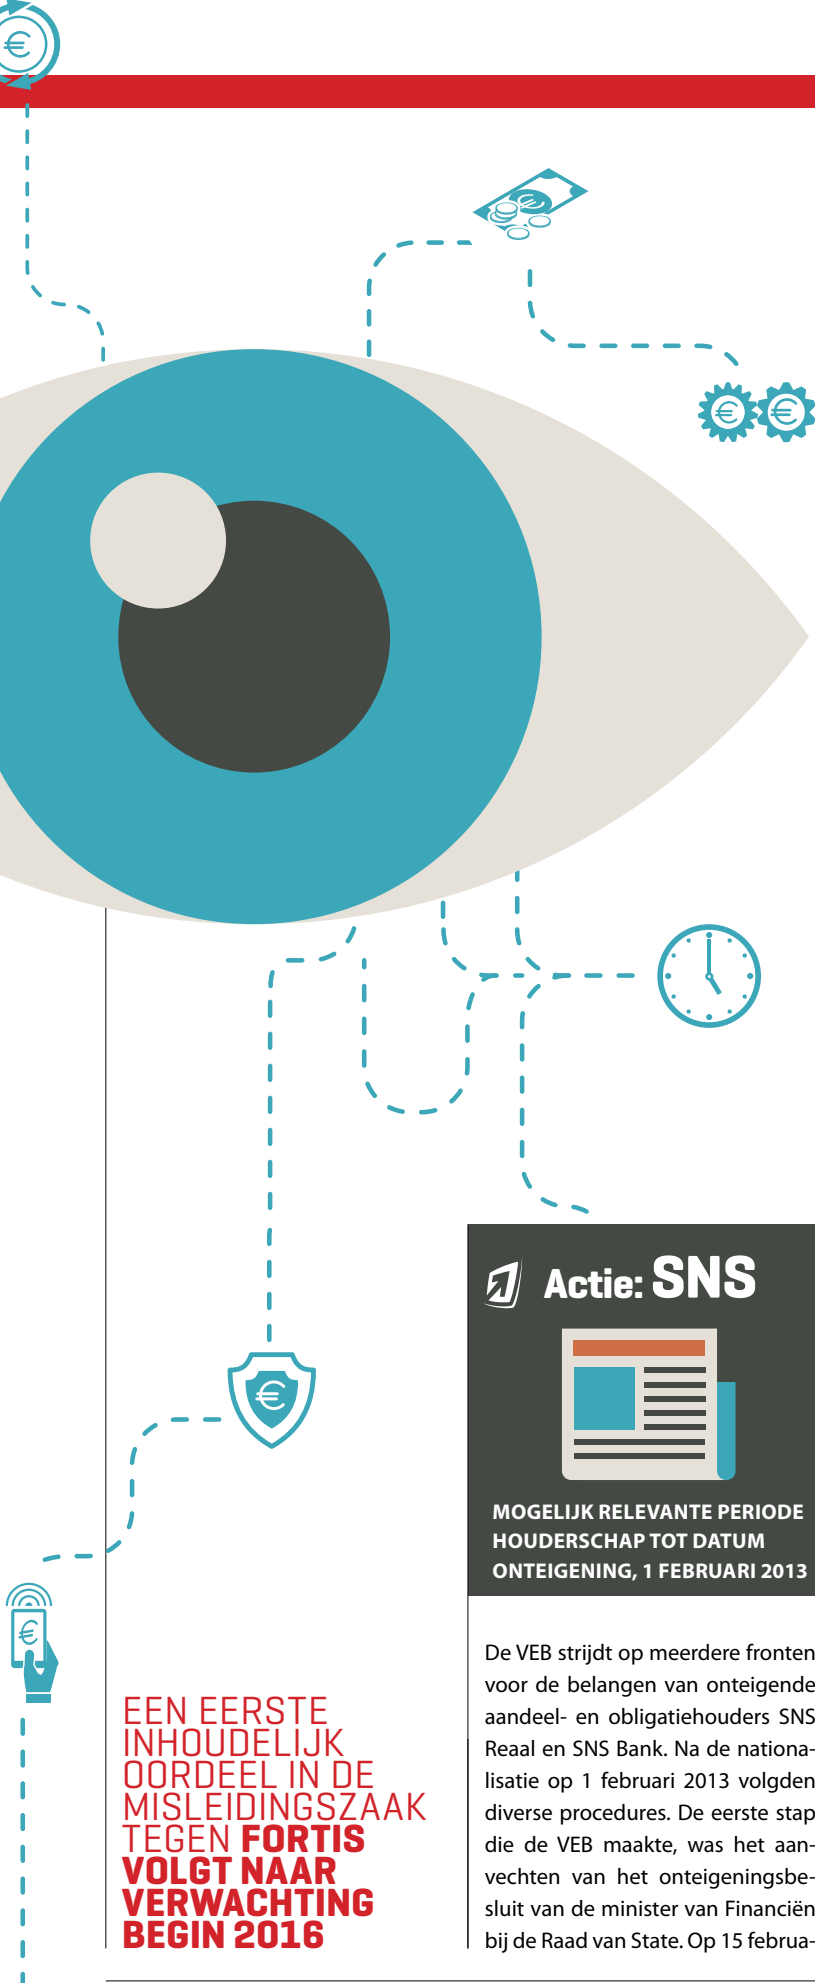 Actie: SNS
MOGELIJK RELEVANTE PERIODE
HOUDERSCHAP TOT DATUM
ONTEIGENING, 1 FEBRUARI 2013
EEN EERSTE
INHOUDELIJK
OORDEEL IN DE
MISLEIDINGSZAAK
TEGEN FORTIS
VOLGT NAAR
VERWACHTING
BEGIN 2016
De VEB strijdt op meerdere fronten
voor de belangen van onteigende
aandeel- en obligatiehouders SNS
Reaal en SNS Bank. Na de nationa-
lisatie op 1 februari 2013 volgden
diverse procedures. De eerste stap
die de VEB maakte, was het aan-
vechten van het onteigeningsbe-
sluit van de minister van Financiën
bij de Raad van State. Op 15 februa-